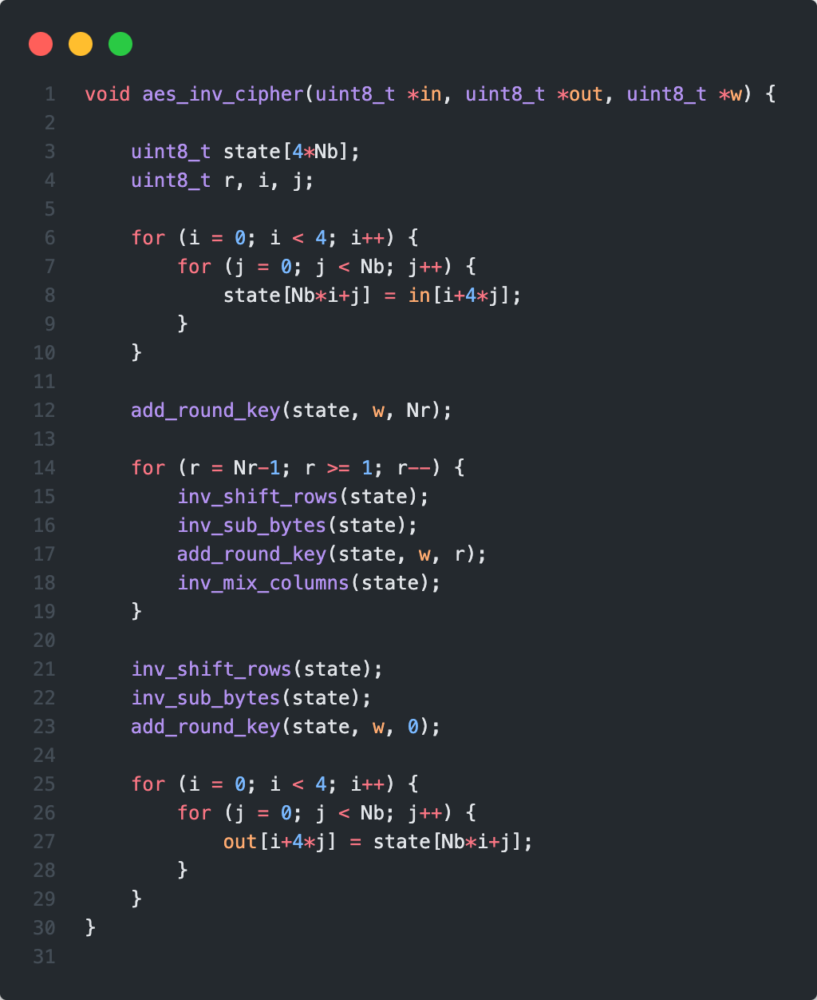 1 void aes_inv_cipher(uint8_t *in, uint8_t *out, uint8_t *w) {
2
3     uint8_t state[4*Nb];
4     uint8_t r, i, j;
5
6     for (i = 0; i < 4; i++) {
7         for (j = 0; j < Nb; j++) {
8             state[Nb*i+j] = in[i+4*j];
9         }
10     }
11
12     add_round_key(state, w, Nr);
13
14     for (r = Nr-1; r >= 1; r--) {
15         inv_shift_rows(state);
16         inv_sub_bytes(state);
17         add_round_key(state, w, r);
18         inv_mix_columns(state);
19     }
20
21     inv_shift_rows(state);
22     inv_sub_bytes(state);
23     add_round_key(state, w, 0);
24
25     for (i = 0; i < 4; i++) {
26         for (j = 0; j < Nb; j++) {
27             out[i+4*j] = state[Nb*i+j];
28         }
29     }
30 }
31